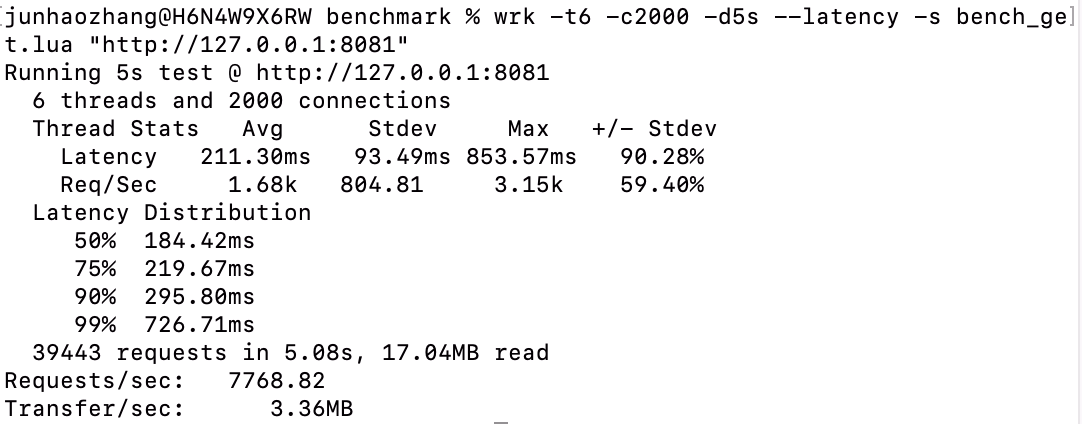 [junhaozhang@H6N4W9X6RW benchmark % wrk -t6 -c2000 -d5s --latency -s bench_ge]
t.lua "http://127.0.0.1:8081"
Running 5s test @ http://127.0.0.1:8081
  6 threads and 2000 connections
  Thread Stats   Avg      Stdev     Max   +/- Stdev
    Latency   211.30ms   93.49ms 853.57ms   90.28%
    Req/Sec     1.68k   804.81     3.15k    59.40%
  Latency Distribution
     50%  184.42ms
     75%  219.67ms
     90%  295.80ms
     99%  726.71ms
  39443 requests in 5.08s, 17.04MB read
Requests/sec:   7768.82
Transfer/sec:      3.36MB